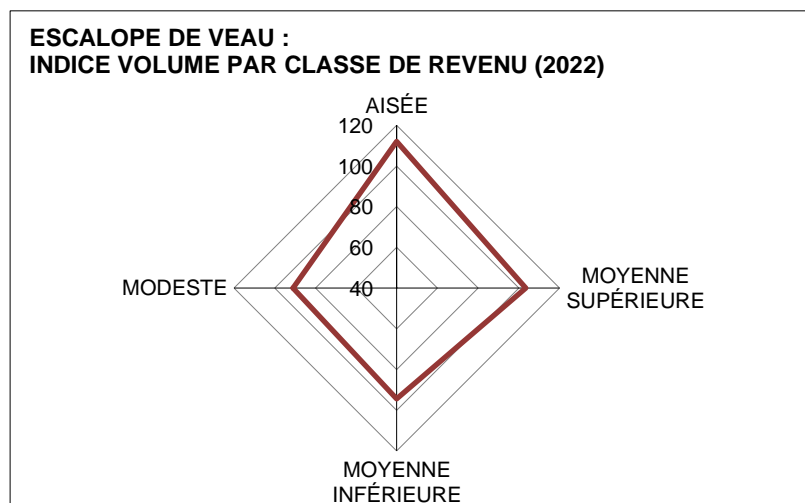 ESCALOPE DE VEAU :
INDICE VOLUME PAR CLASSE DE REVENU (2022)
AISÉE
120
100
80
60
40
MODESTE
MOYENNE
SUPÉRIEURE
MOYENNE
INFÉRIEURE